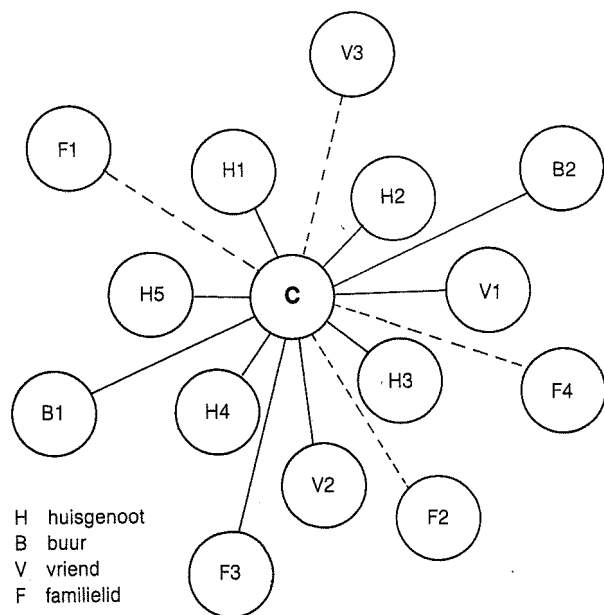 V3
F1
H1
H2
B2
H5
C
V1
B1
H4
H3
F4
V2
F2
F3
H huisgenoot
B buur
V vriend
F familielid